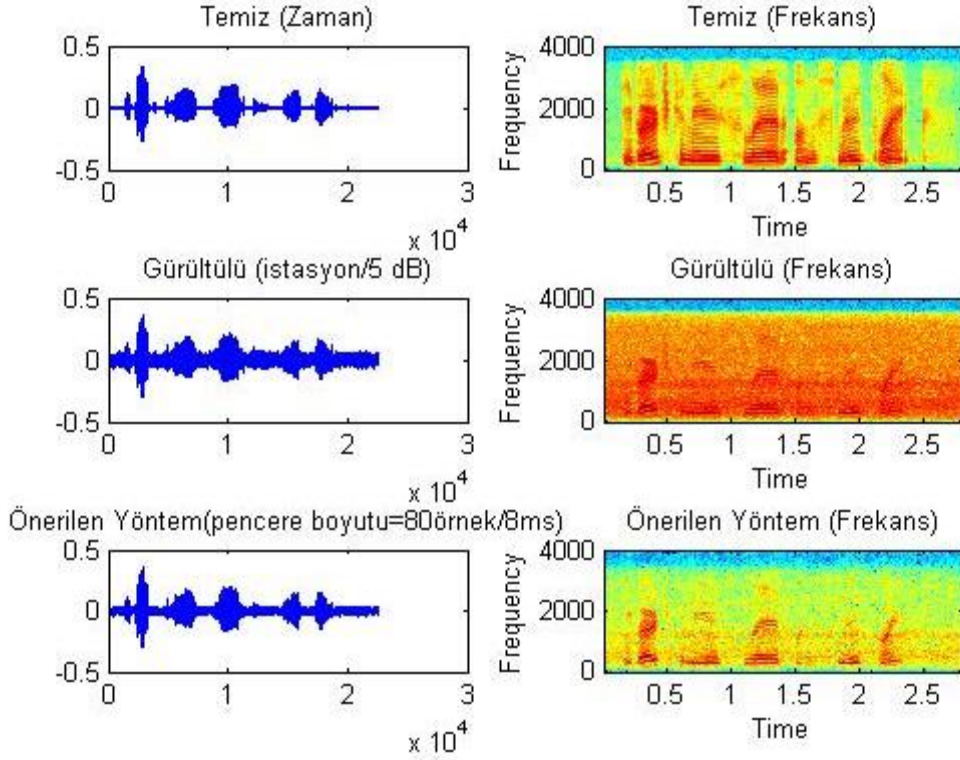 Temiz (Zaman)
0.5
0
-0.5
0 1 2 3
x 10^4
Temiz (Frekans)
Frequency
4000
2000
0
0.5 1 1.5 2 2.5
Time
Gürültülü (istasyon/5 dB)
0.5
0
-0.5
0 1 2 3
x 10^4
Gürültülü (Frekans)
Frequency
4000
2000
0
0.5 1 1.5 2 2.5
Time
Önerilen Yöntem(pencere boyutu=80örnek/8ms)
0.5
0
-0.5
0 1 2 3
x 10^4
Önerilen Yöntem (Frekans)
Frequency
4000
2000
0
0.5 1 1.5 2 2.5
Time